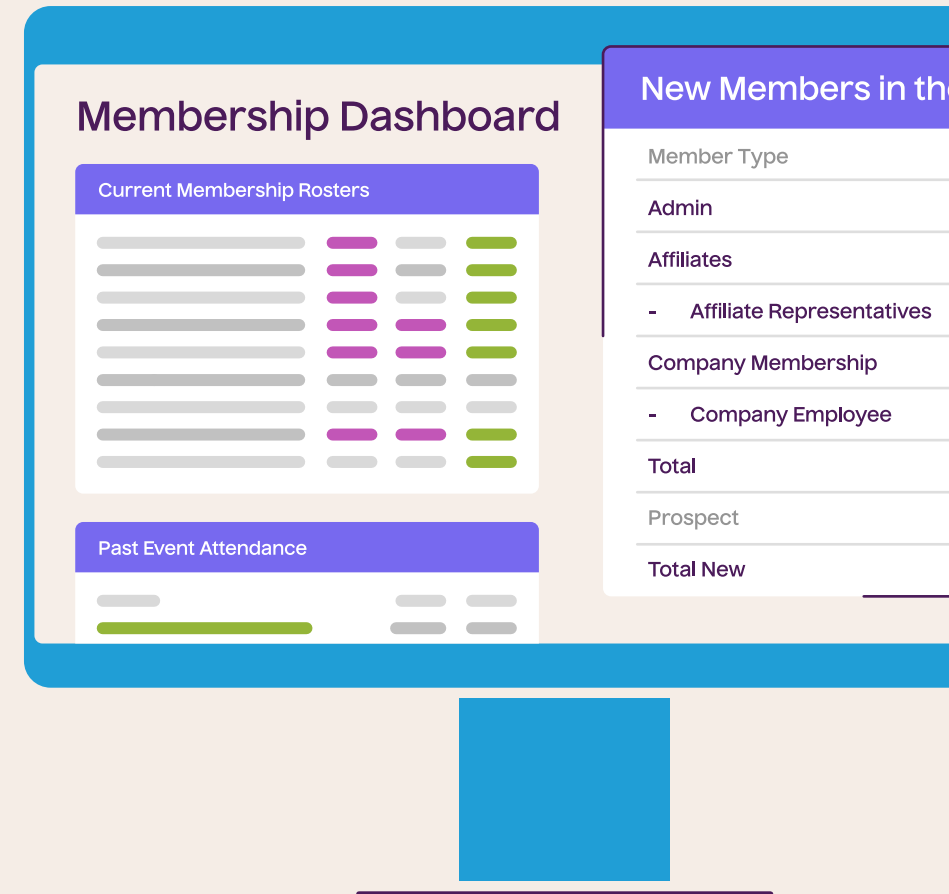 Membership Dashboard
Current Membership Rosters
Past Event Attendance
New Members in the
Member Type
Admin
Affiliates
- Affiliate Representatives
Company Membership
- Company Employee
Total
Prospect
Total New